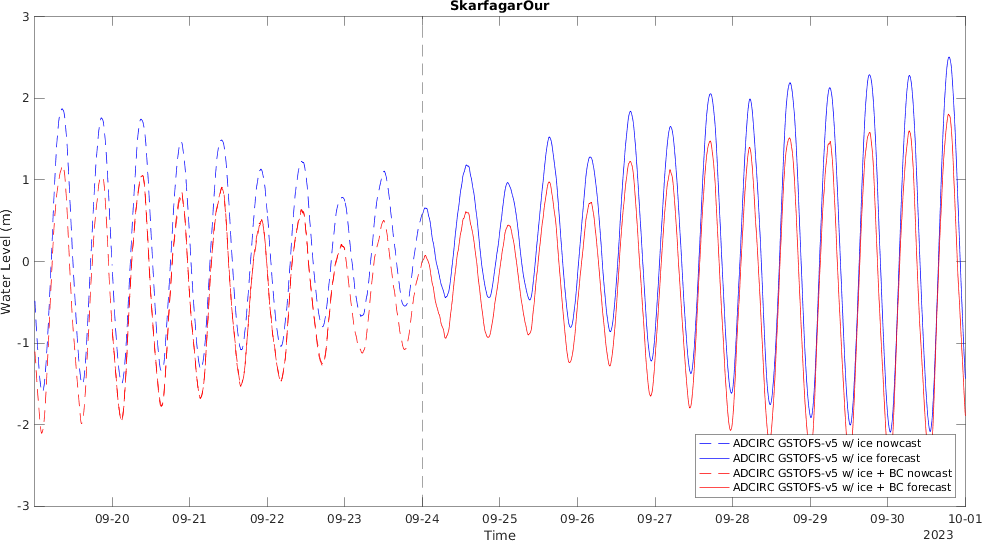 SkarfagarOur
3
2
1
0
-1
-2
-3
Water Level (m)
ADCIRC GSTOFS-v5 w/ ice nowcast
ADCIRC GSTOFS-v5 w/ ice forecast
ADCIRC GSTOFS-v5 w/ ice + BC nowcast
ADCIRC GSTOFS-v5 w/ ice + BC forecast
09-20 09-21 09-22 09-23 09-24 09-25 09-26 09-27 09-28 09-29 09-30 10-01
Time
2023